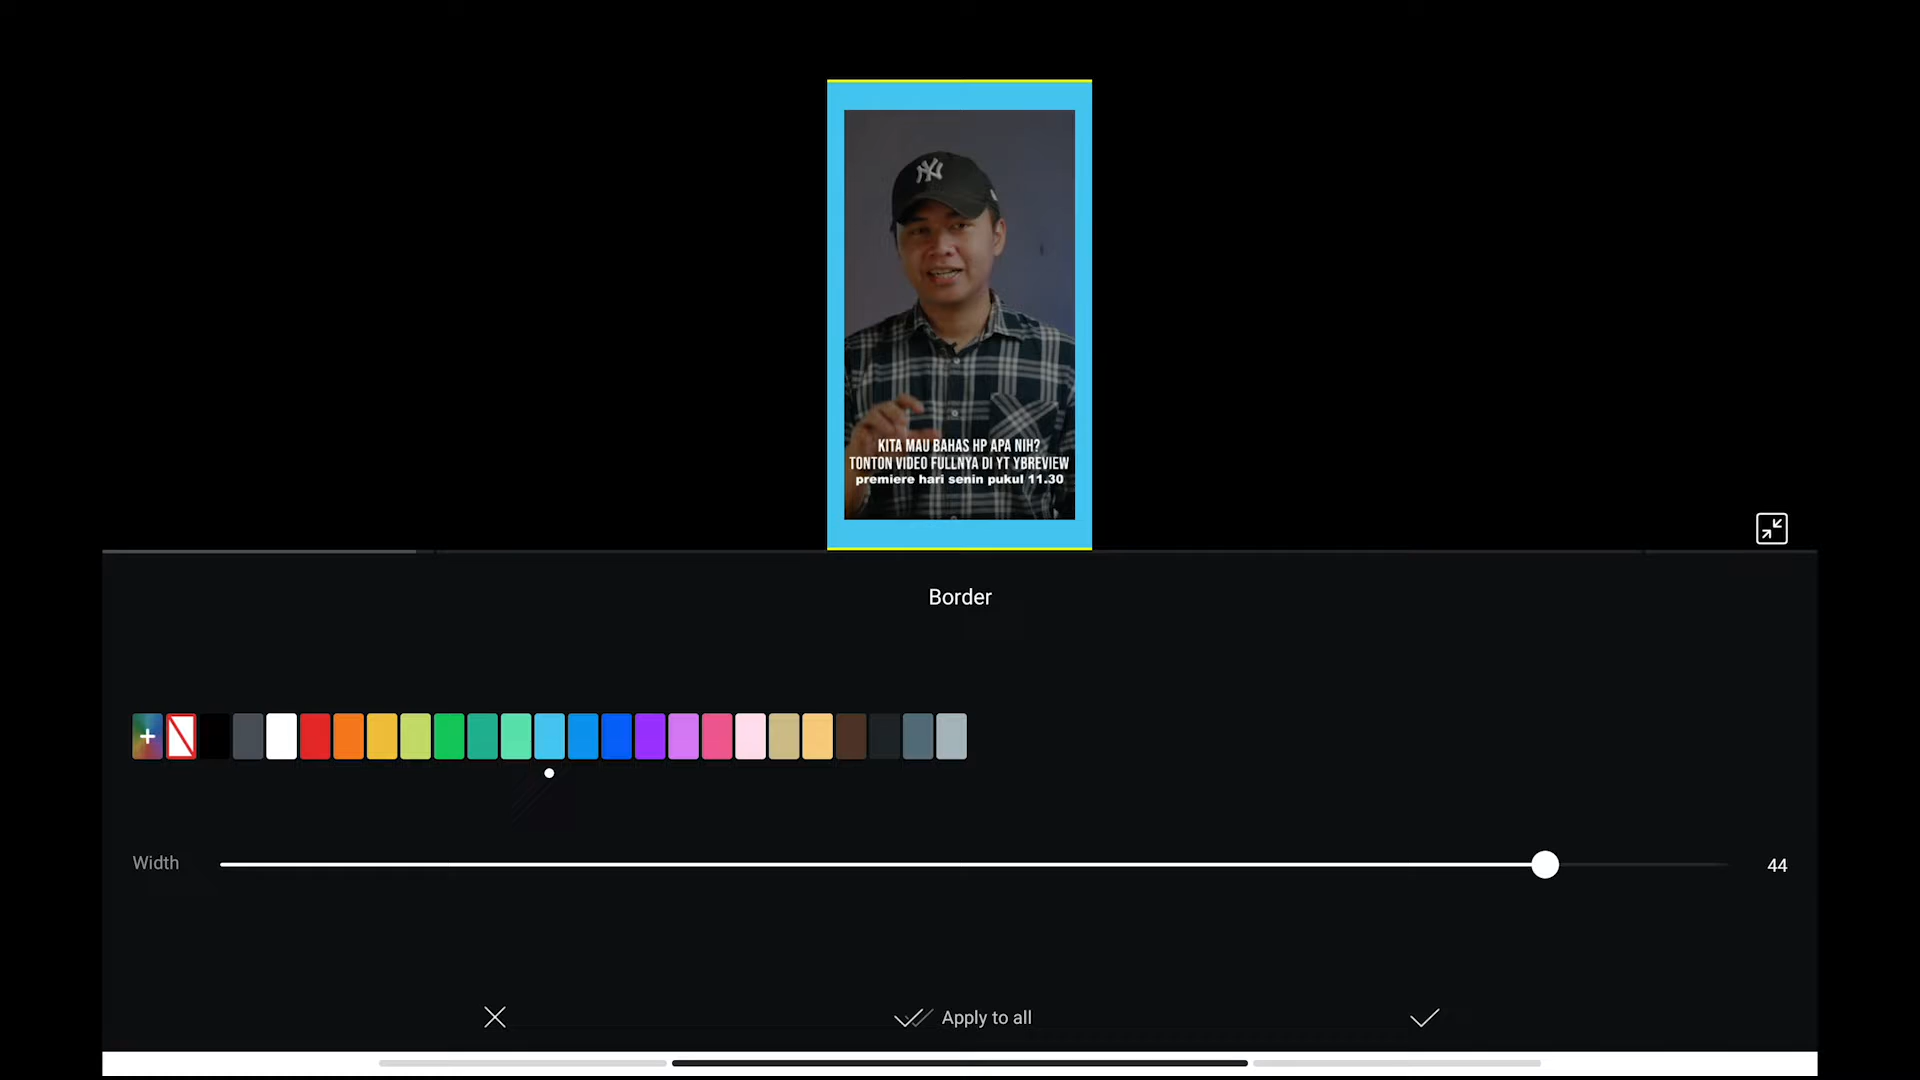 NY
KITA MAU BAHAS HP APA NIH?
TONTON VIDEO FULLNYA DI YT YBREVIEW
premiere hari senin pukul 11.30
Border
Width
44
Apply to all